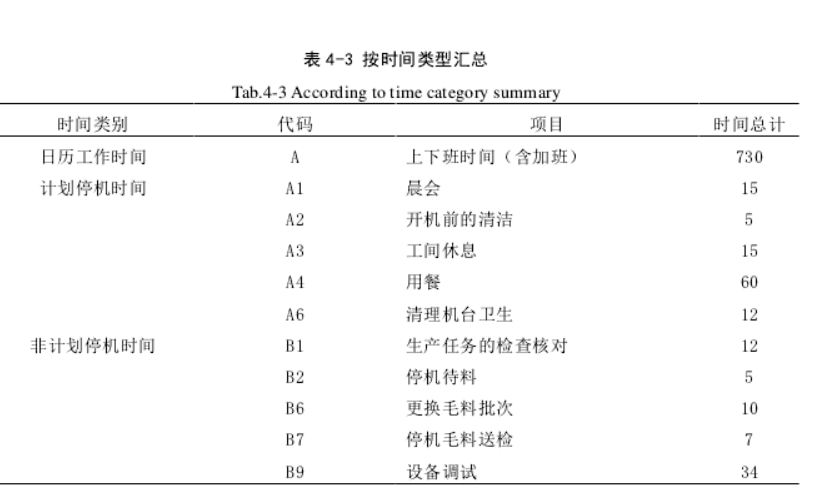 表 4-3 按时间类型汇总
Tab.4-3 According to time category summary
时间类别 代码 项目 时间总计
日历工作时间 A 上下班时间（含加班） 730
计划停机时间 A1 晨会 15
A2 开机前的清洁 5
A3 工间休息 15
A4 用餐 60
A6 清理机台卫生 12
非计划停机时间 B1 生产任务的检查核对 12
B2 停机待料 5
B6 更换毛料批次 10
B7 停机毛料送检 7
B9 设备调试 34